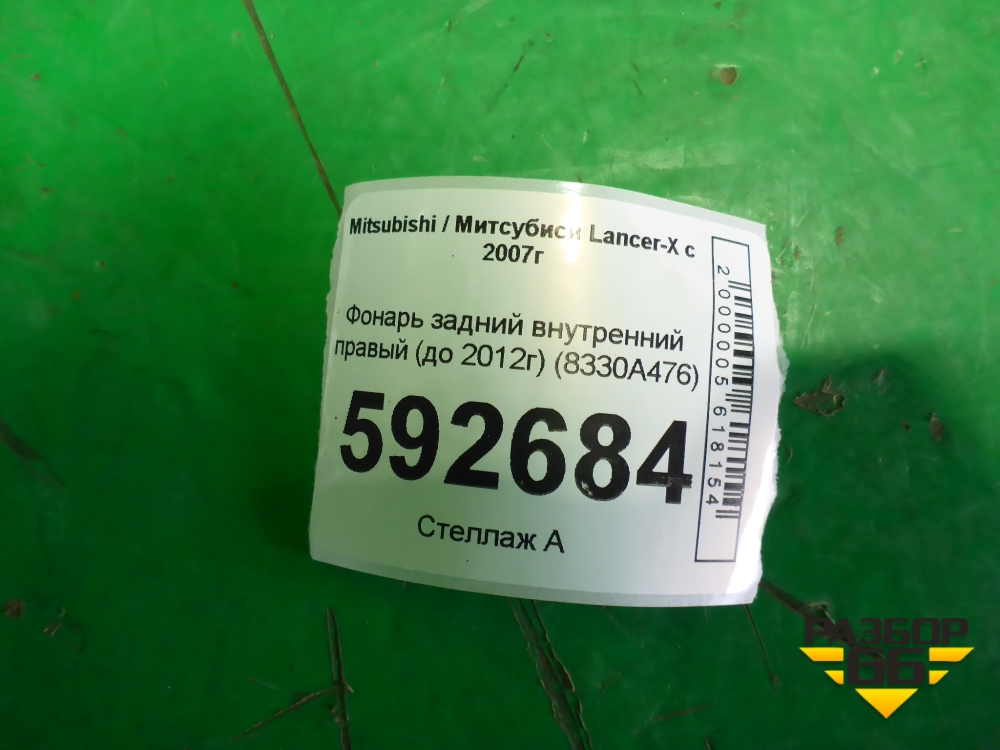 Mitsubishi / Митсубиси Lancer-X с
2007г
Фонарь задний внутренний
правый (до 2012г) (8330A476)
592684
Стеллаж А
2000005618154
РАЗБОР
66